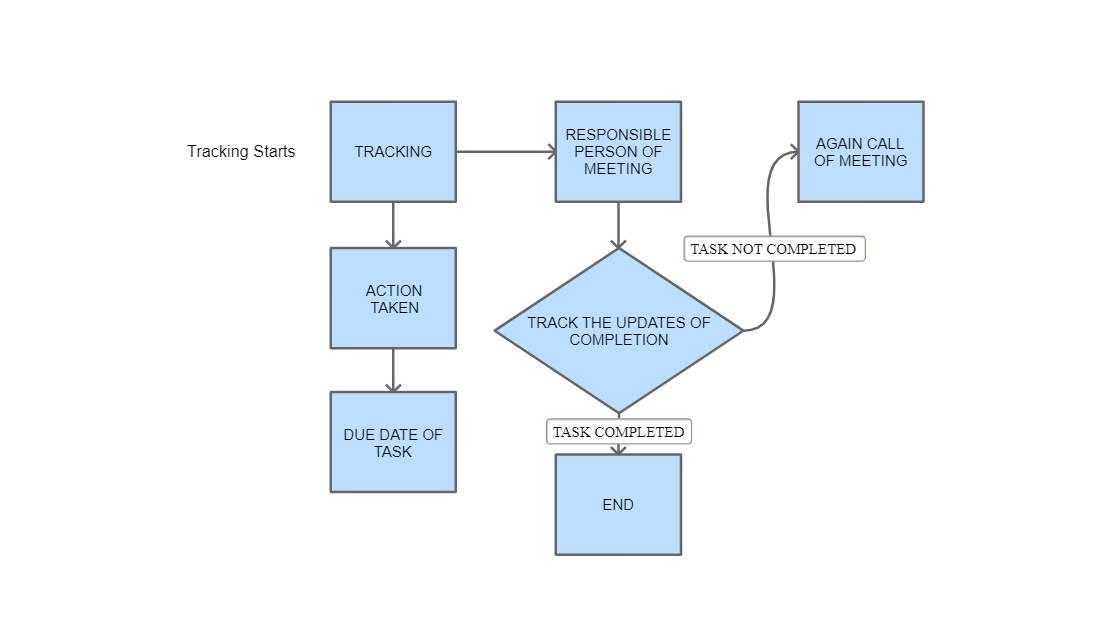 Tracking Starts
TRACKING
RESPONSIBLE
PERSON OF
MEETING
AGAIN CALL
OF MEETING
TASK NOT COMPLETED
ACTION
TAKEN
TRACK THE UPDATES OF
COMPLETION
DUE DATE OF
TASK
TASK COMPLETED
END